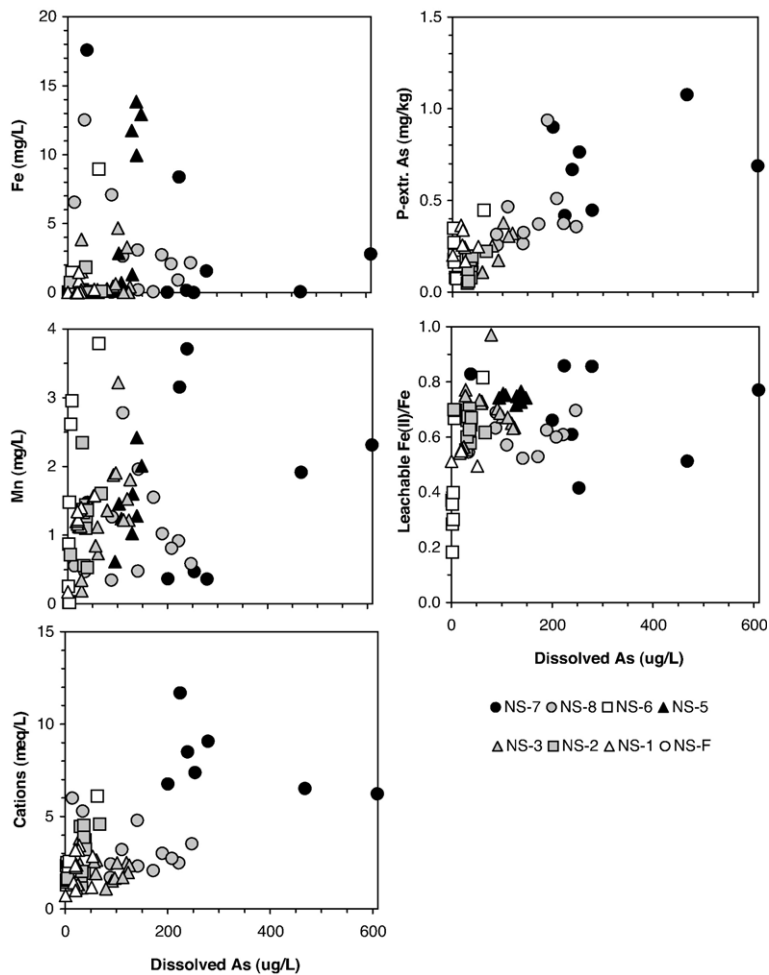 20
15
10
5
0
Fe (mg/L)
1.5
1.0
0.5
0.0
P-extr. As (mg/kg)
4
3
2
1
0
Mn (mg/L)
1.0
0.8
0.6
0.4
0.2
0.0
Leachable Fe(II)/Fe
0 200 400 600
Dissolved As (ug/L)
NS-7 NS-8 NS-6 NS-5
NS-3 NS-2 NS-1 NS-F
15
10
5
0
Cations (meq/L)
0 200 400 600
Dissolved As (ug/L)